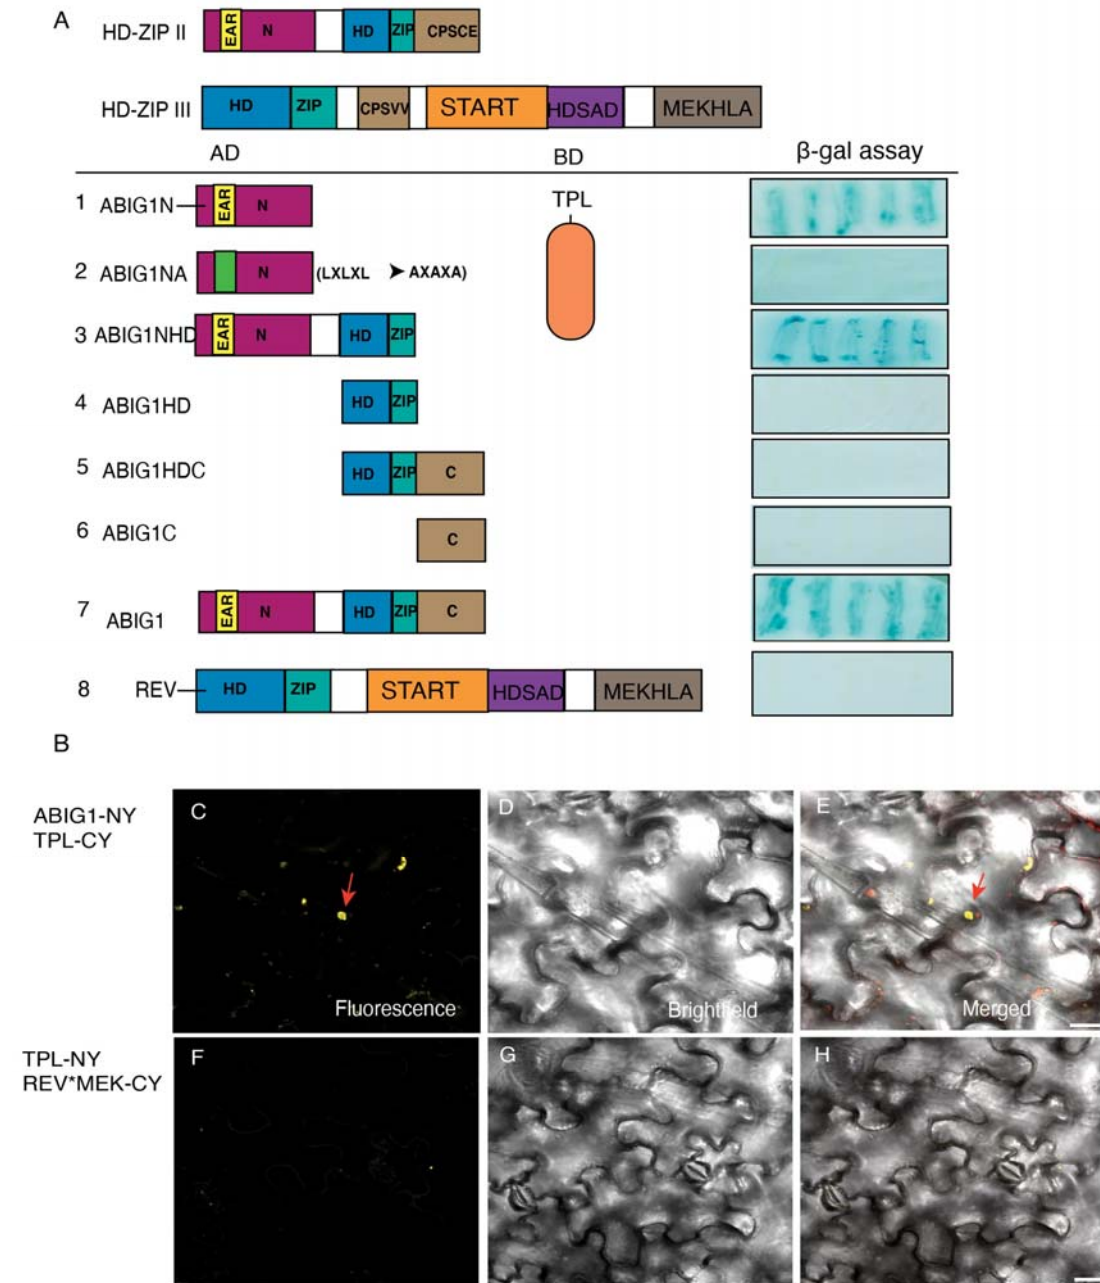 A
HD-ZIP II EAR N HD ZIP CPSCE
HD-ZIP III HD ZIP CPSVV START HDSAD MEKHLA
AD BD β-gal assay
TPL
1 ABIG1N EAR N
2 ABIG1NA N (LXLXL ➤ AXAXA)
3 ABIG1NHD EAR N HD ZIP
4 ABIG1HD HD ZIP
5 ABIG1HDC HD ZIP C
6 ABIG1C C
7 ABIG1 EAR N HD ZIP C
8 REV HD ZIP START HDSAD MEKHLA
B
ABIG1-NY
TPL-CY
C D E
Fluorescence Brightfield Merged
TPL-NY
REV*MEK-CY
F G H